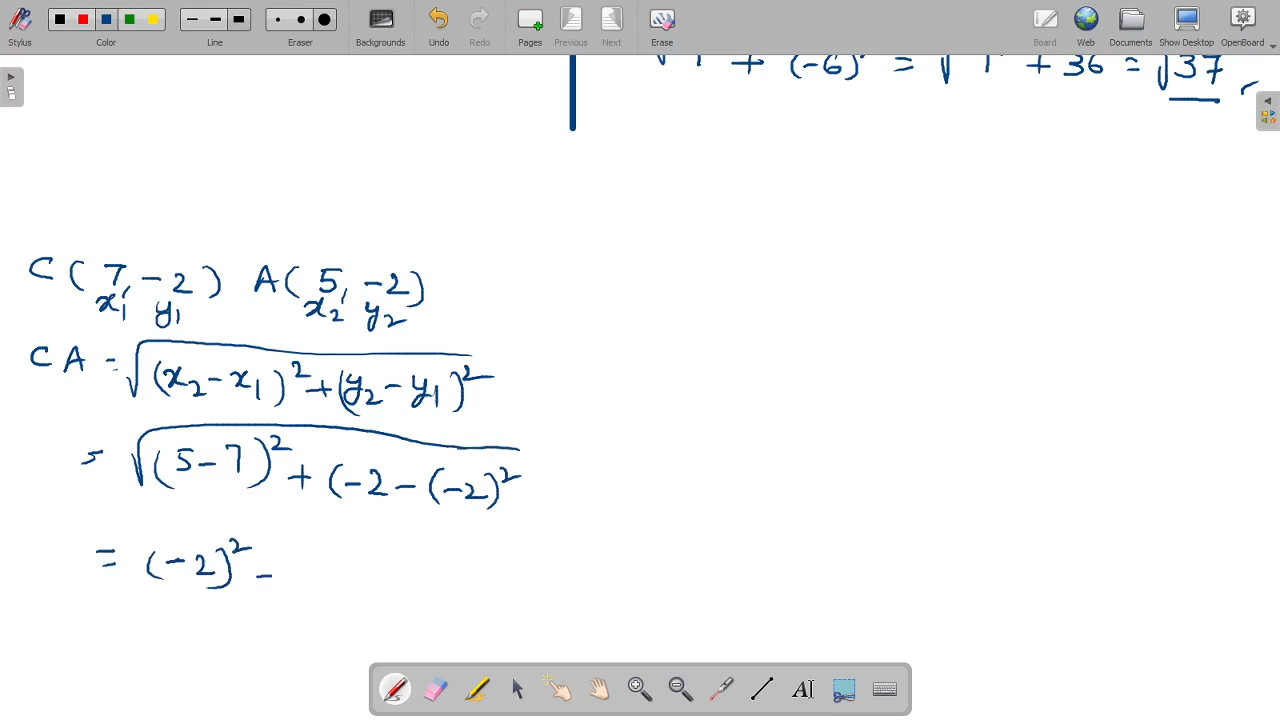 Stylus Color Line Eraser Backgrounds Undo Redo Pages Previous Next Erase Board Web Documents Show Desktop OpenBoard
+ (-6) = √1 + 36 = √37
C(7, -2) A(5, -2)
x₁ y₁ x₂ y₂
CA = √(x₂-x₁)²+(y₂-y₁)²
= √(5-7)² + (-2-(-2)²
= (-2)² -